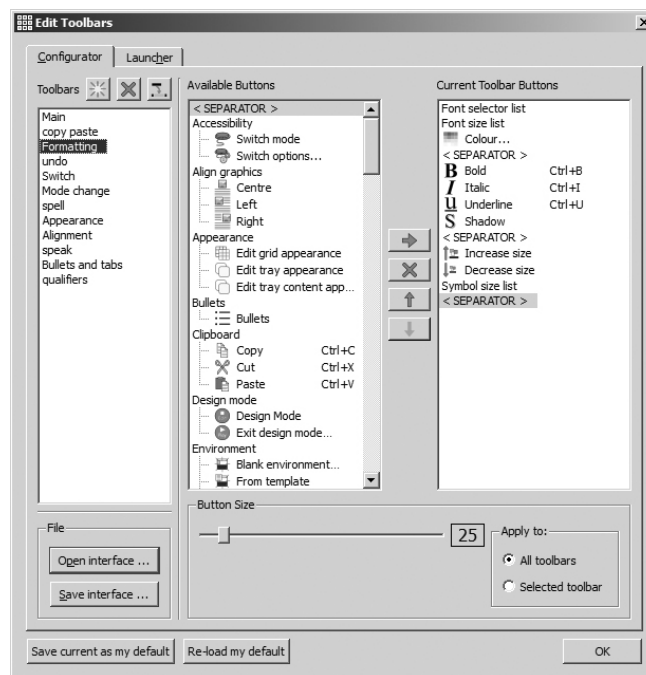 Edit Toolbars
Configurator
Launcher
Toolbars
Main
copy paste
Formatting
undo
Switch
Mode change
spell
Appearance
Alignment
speak
Bullets and tabs
qualifiers
File
Open interface ...
Save interface ...
Available Buttons
< SEPARATOR >
Accessibility
Switch mode
Switch options...
Align graphics
Centre
Left
Right
Appearance
Edit grid appearance
Edit tray appearance
Edit tray content app...
Bullets
Bullets
Clipboard
Copy Ctrl+C
Cut Ctrl+X
Paste Ctrl+V
Design mode
Design Mode
Exit design mode...
Environment
Blank environment...
From template
Current Toolbar Buttons
Font selector list
Font size list
Colour...
< SEPARATOR >
B Bold Ctrl+B
I Italic Ctrl+I
u Underline Ctrl+U
S Shadow
< SEPARATOR >
Increase size
Decrease size
Symbol size list
< SEPARATOR >
Button Size
25
Apply to:
All toolbars
Selected toolbar
Save current as my default
Re-load my default
OK